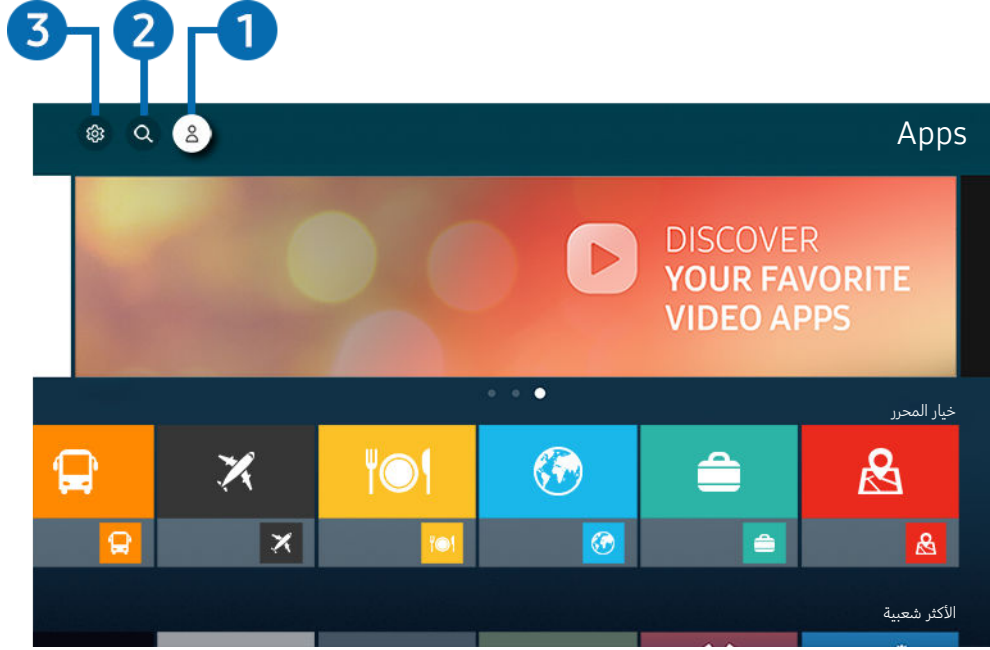 3 2 1
Apps
DISCOVER
YOUR FAVORITE
VIDEO APPS
خيار المحرر
الأكثر شعبية